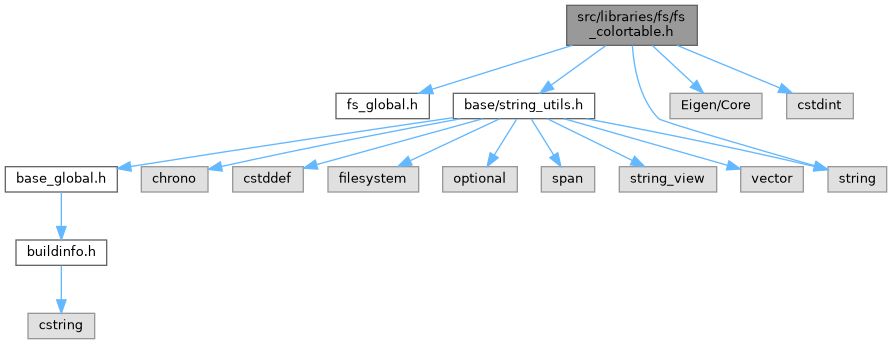 src/libraries/fs/fs
_colortable.h
fs_global.h
base/string_utils.h
Eigen/Core
cstdint
base_global.h
chrono
cstddef
filesystem
optional
span
string_view
vector
string
buildinfo.h
cstring